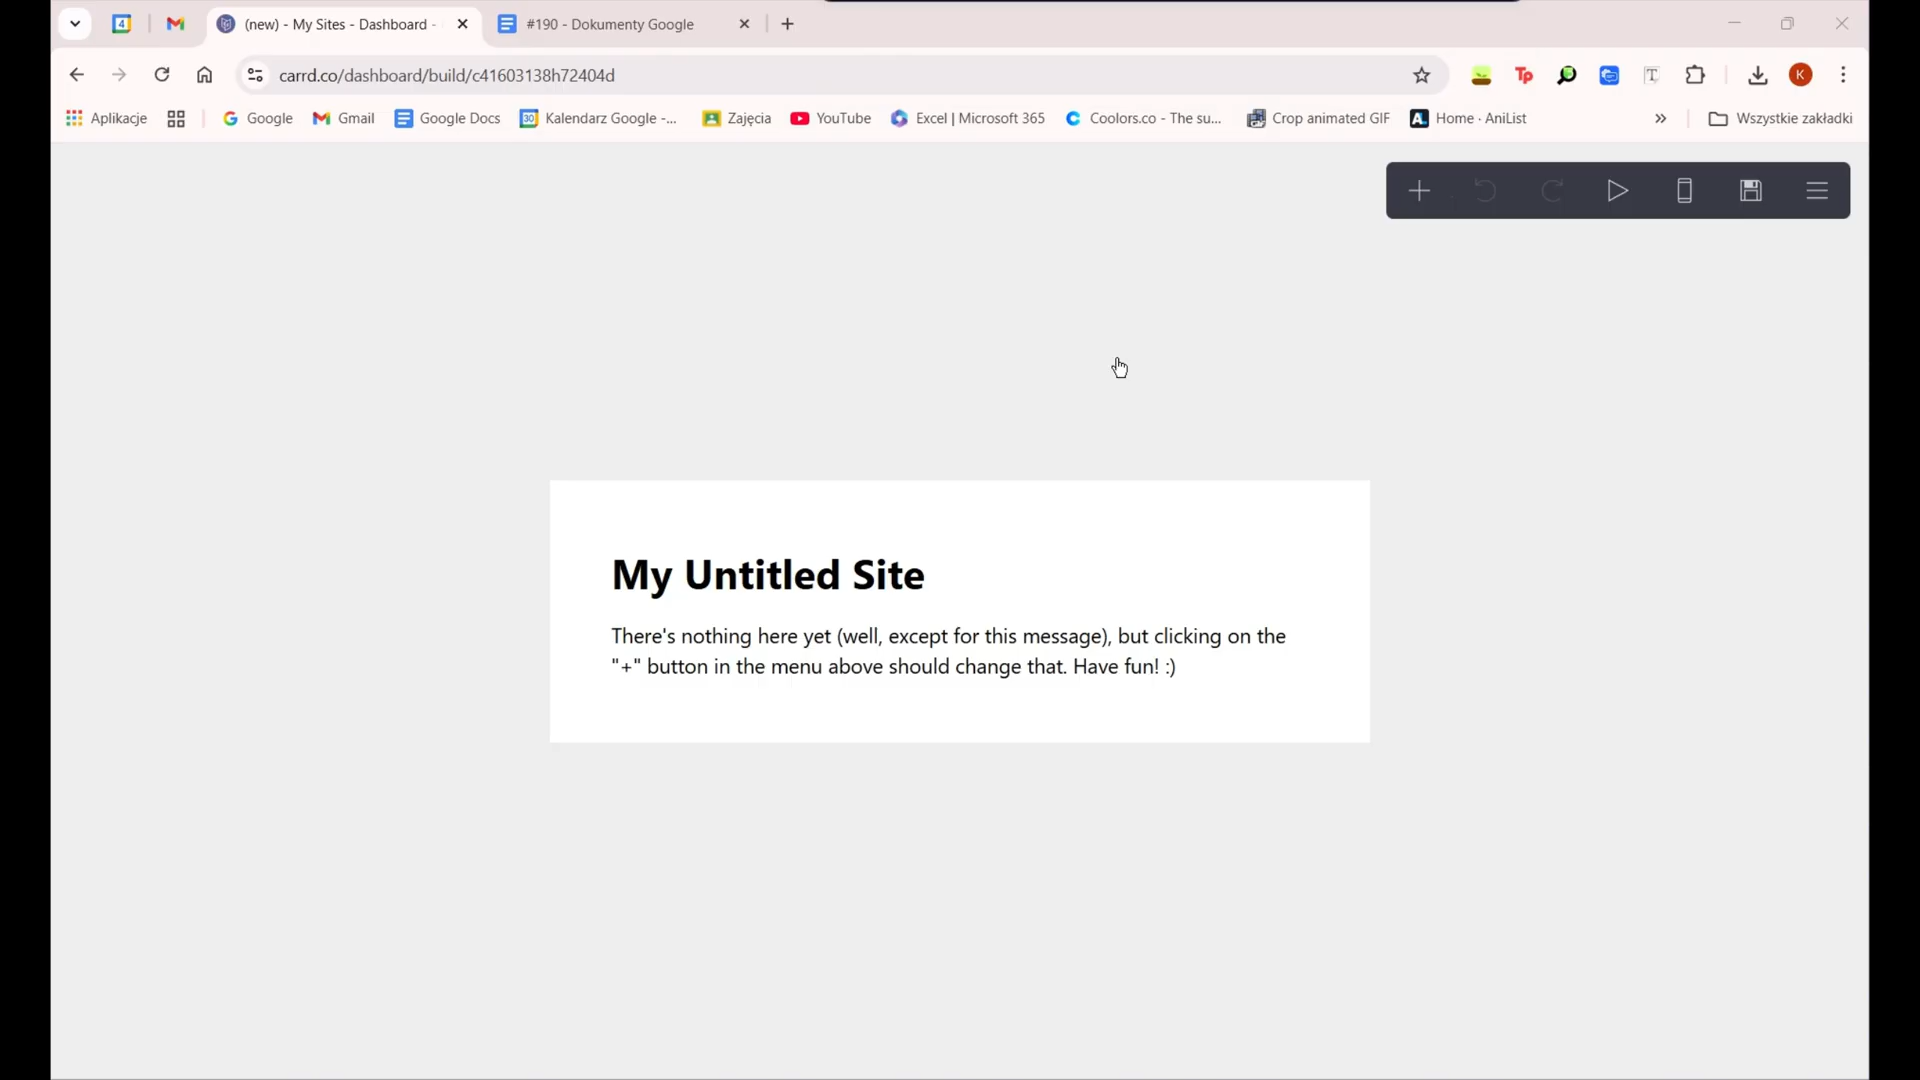 4
(new) - My Sites - Dashboard -
#190 - Dokumenty Google
carrd.co/dashboard/build/c41603138h72404d
Tp
T
K
Aplikacje
Google
Gmail
Google Docs
30
Kalendarz Google -...
Zajęcia
YouTube
Excel | Microsoft 365
Coolors.co - The su...
Crop animated GIF
Home · AniList
Wszystkie zakładki
My Untitled Site
There's nothing here yet (well, except for this message), but clicking on the
"+" button in the menu above should change that. Have fun! :)